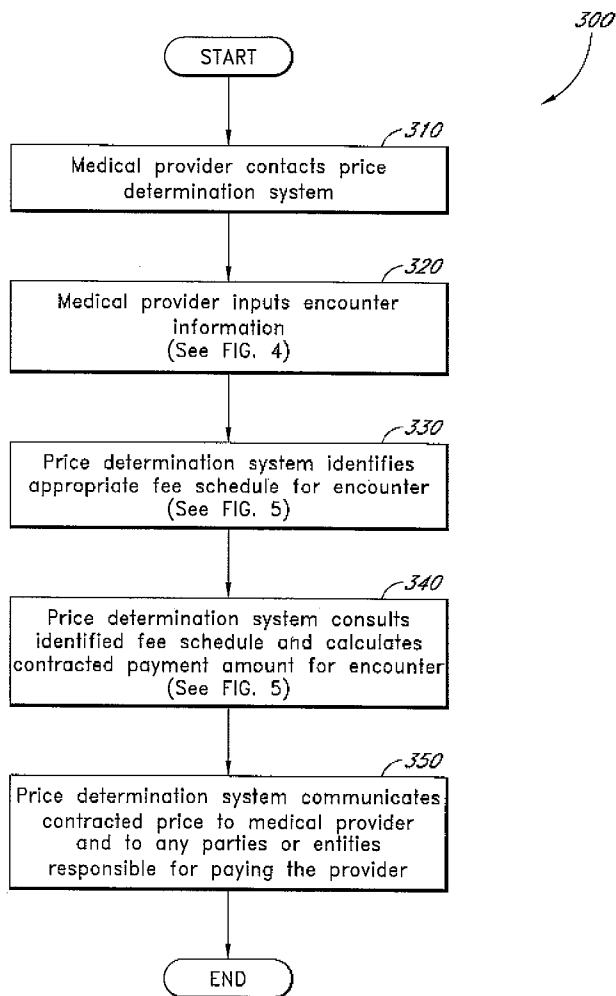 300
START
310
Medical provider contacts price
determination system
320
Medical provider inputs encounter
information
(See FIG. 4)
330
Price determination system identifies
appropriate fee schedule for encounter
(See FIG. 5)
340
Price determination system consults
identified fee schedule and calculates
contracted payment amount for encounter
(See FIG. 5)
350
Price determination system communicates
contracted price to medical provider
and to any parties or entities
responsible for paying the provider
END